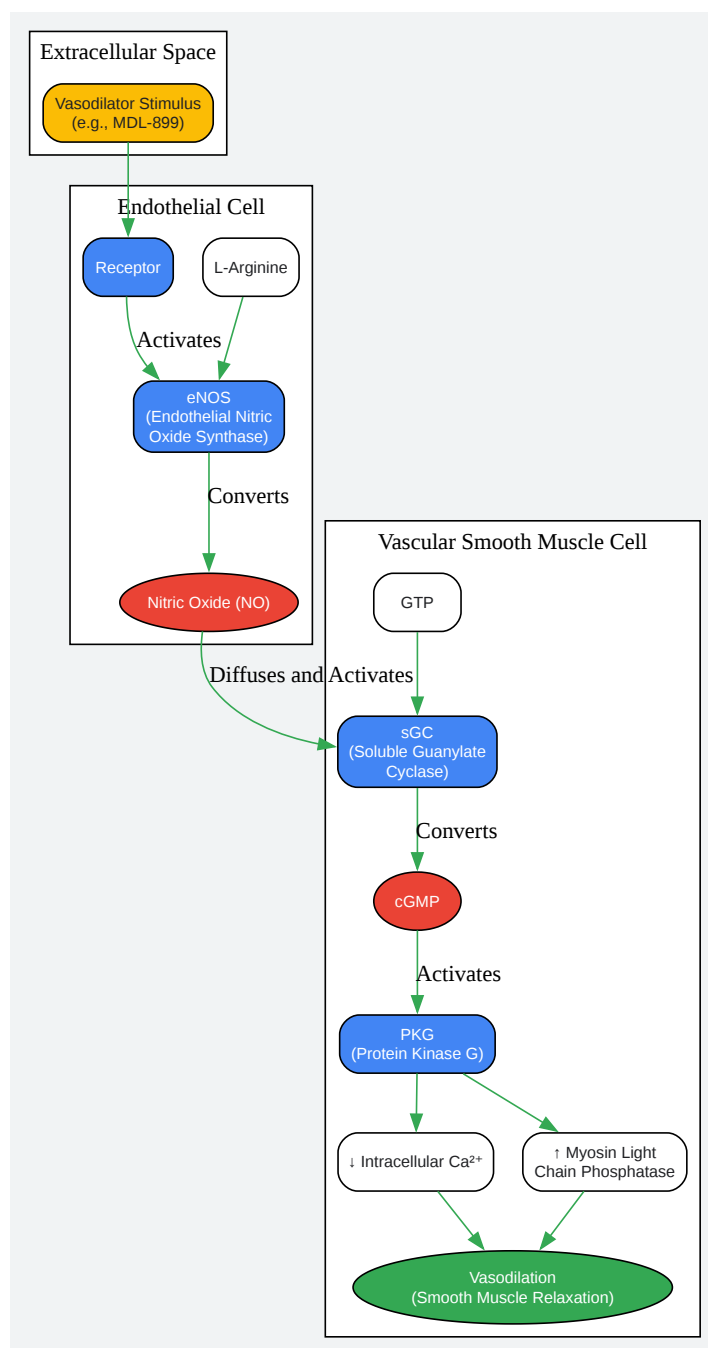 Extracellular Space
Vasodilator Stimulus
(e.g., MDL-899)
Endothelial Cell
Receptor
L-Arginine
Activates
eNOS
(Endothelial Nitric
Oxide Synthase)
Converts
Nitric Oxide (NO)
Vascular Smooth Muscle Cell
GTP
Diffuses and Activates
sGC
(Soluble Guanylate
Cyclase)
Converts
cGMP
Activates
PKG
(Protein Kinase G)
↓ Intracellular Ca²⁺
↑ Myosin Light
Chain Phosphatase
Vasodilation
(Smooth Muscle Relaxation)